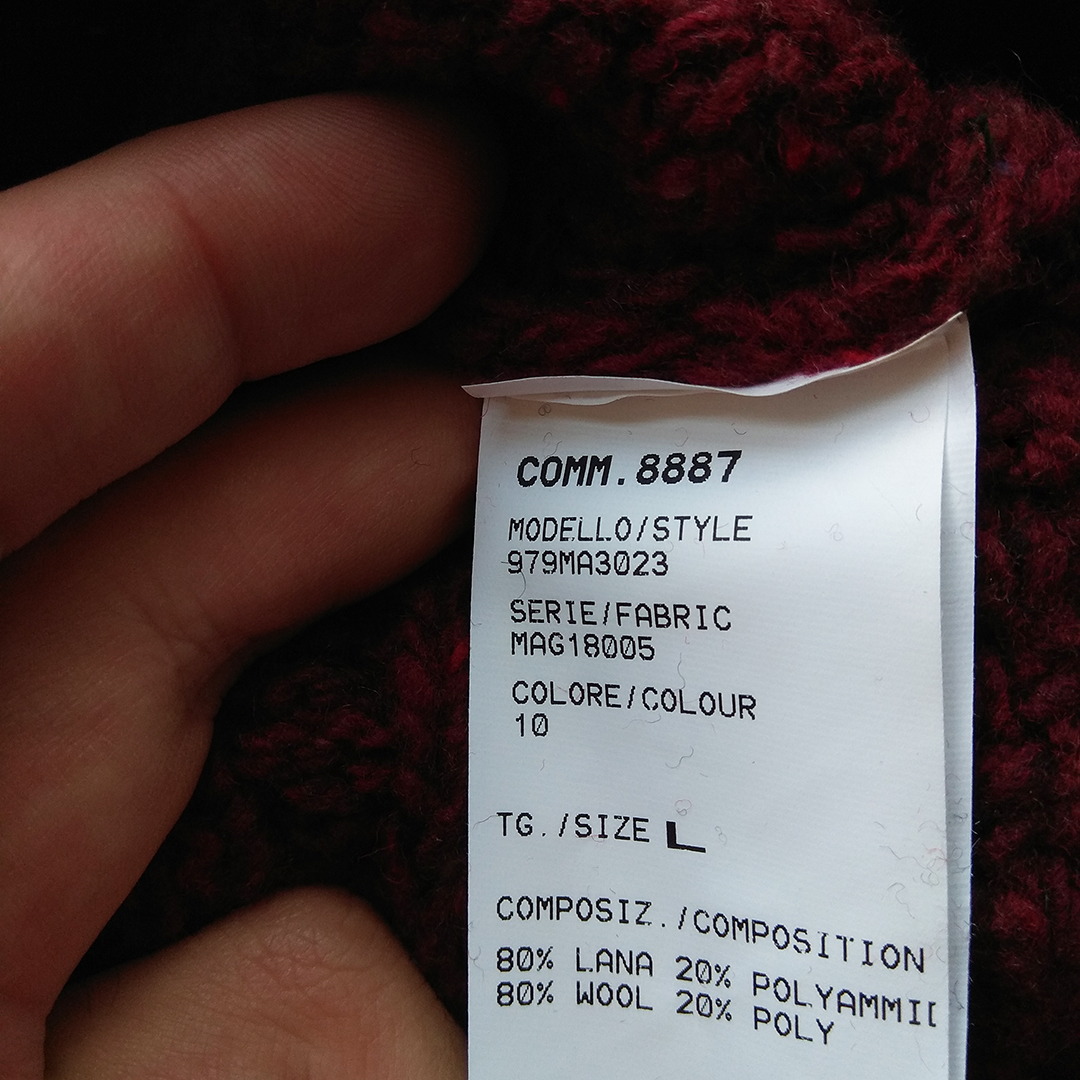 COMM.8887
MODELLO/STYLE
979MA3023
SERIE/FABRIC
MAG18005
COLORE/COLOUR
10
TG./SIZE L
COMPOSIZ./COMPOSITION
80% LANA 20% POLYAMMI
80% WOOL 20% POLY